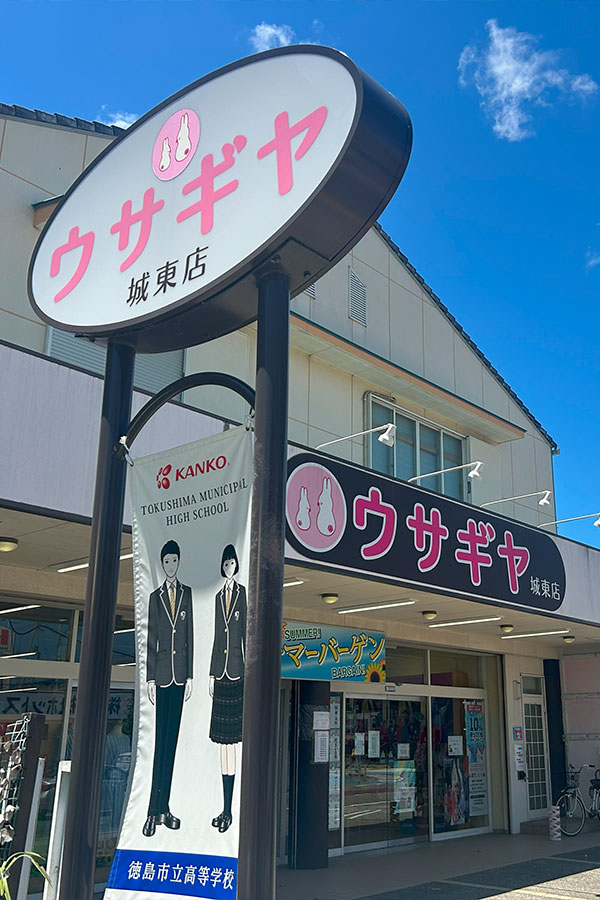 ウサギヤ
城東店
KANKO
TOKUSHIMA MUNICIPAL
HIGH SCHOOL
徳島市立高等学校
ウサギヤ
城東店
SUMMER!
マーバーゲン
BARGAIN